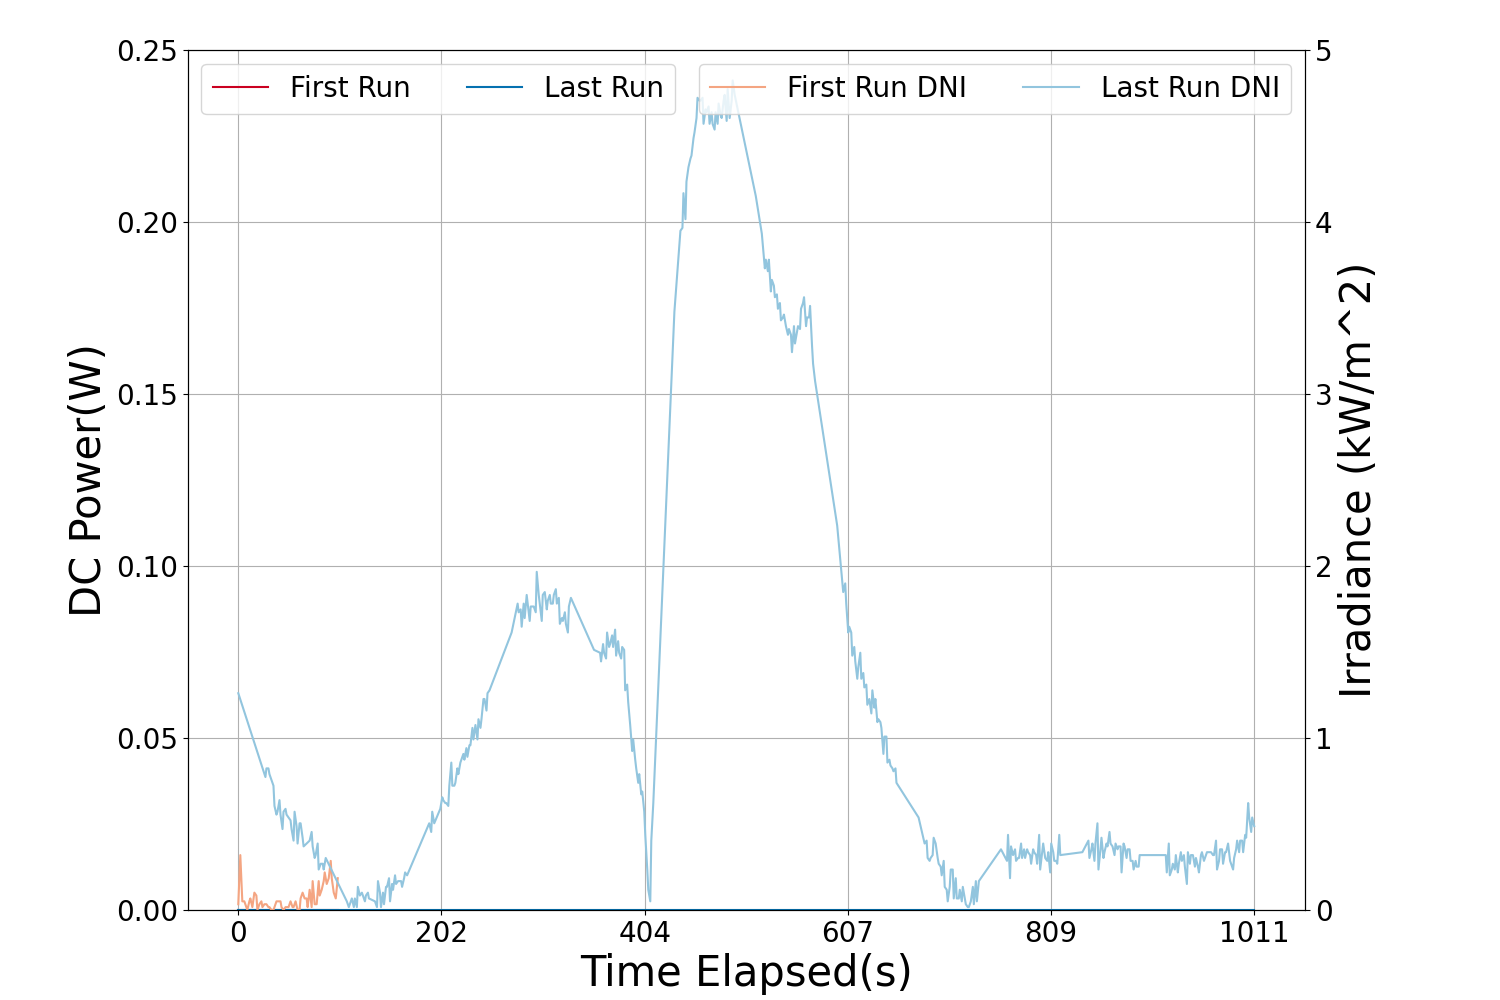 First Run
Last Run
First Run DNI
Last Run DNI
DC Power(W)
0.25
0.20
0.15
0.10
0.05
0.00
5
4
3
2
1
0
Irradiance (kW/m^2)
0 202 404 607 809 1011
Time Elapsed(s)